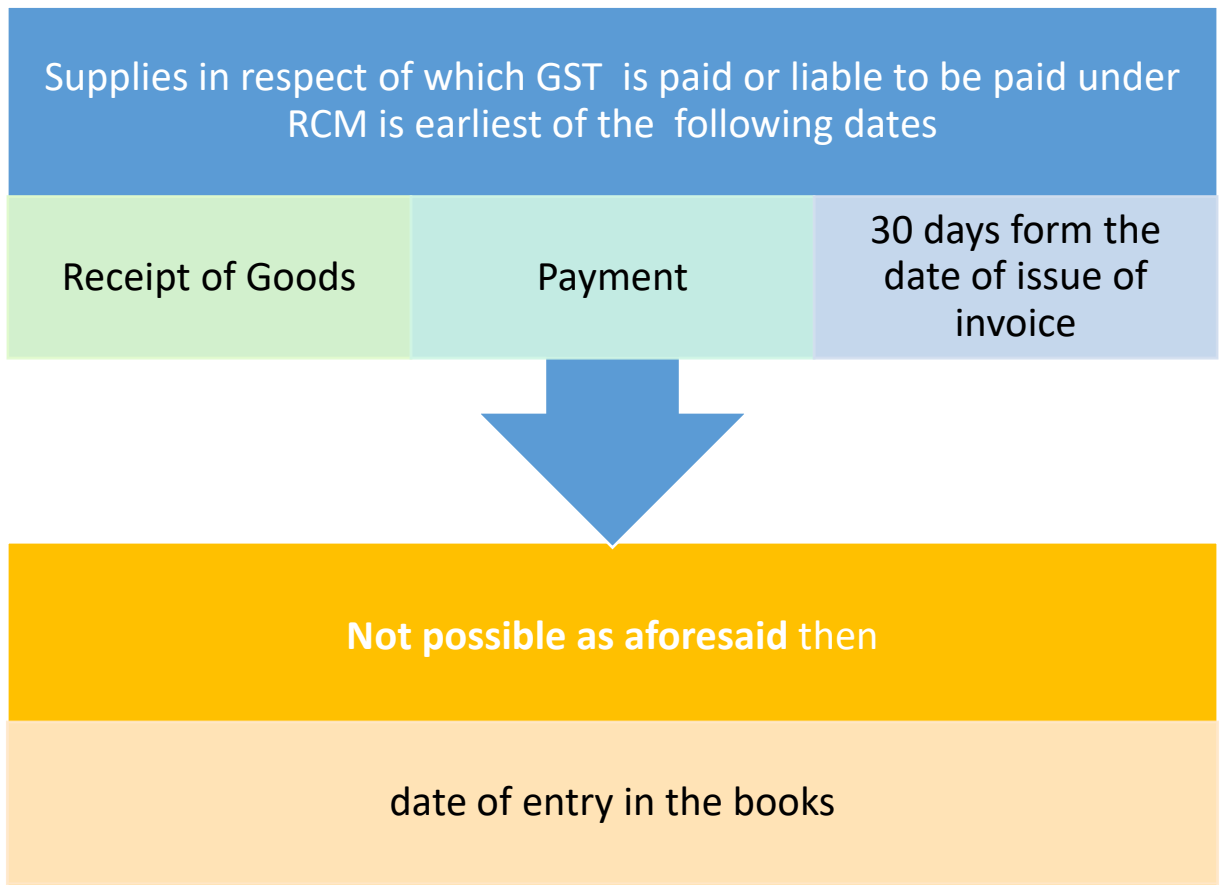 Supplies in respect of which GST is paid or liable to be paid under
RCM is earliest of the following dates
Receipt of Goods
Payment
30 days form the
date of issue of
invoice
Not possible as aforesaid then
date of entry in the books